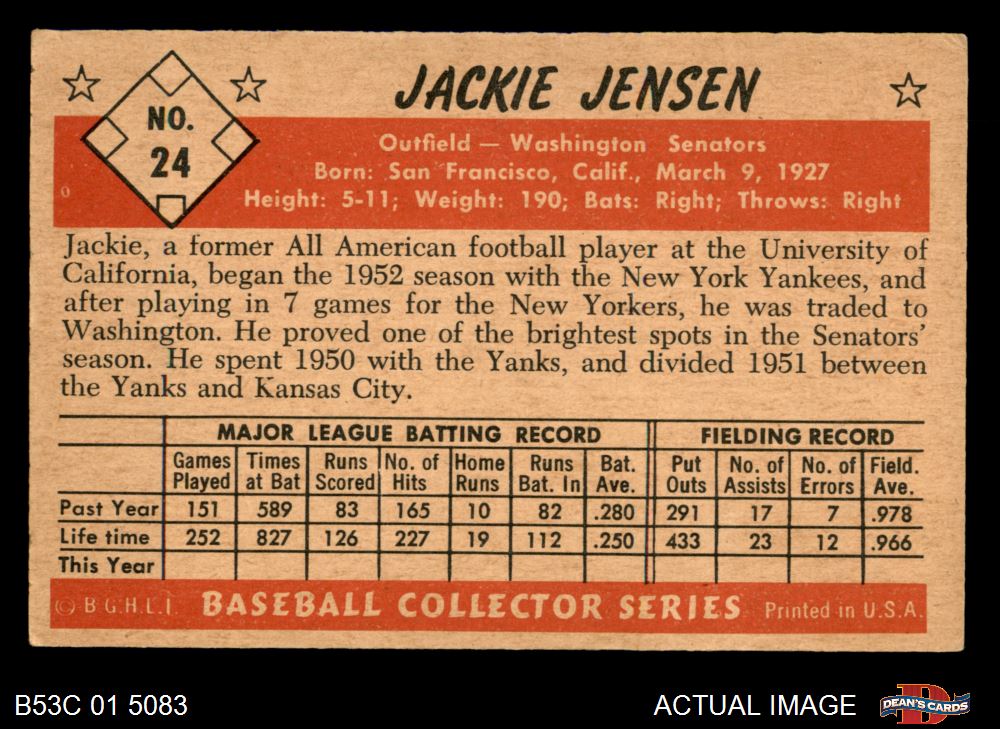 JACKIE JENSEN
NO.
24
Outfield — Washington Senators
Born: San Francisco, Calif., March 9, 1927
Height: 5-11; Weight: 190; Bats: Right; Throws: Right
Jackie, a former All American football player at the University of
California, began the 1952 season with the New York Yankees, and
after playing in 7 games for the New Yorkers, he was traded to
Washington. He proved one of the brightest spots in the Senators'
season. He spent 1950 with the Yanks, and divided 1951 between
the Yanks and Kansas City.
MAJOR LEAGUE BATTING RECORD FIELDING RECORD
Games Played Times at Bat Runs Scored No. of Hits Home Runs Runs Bat. In Bat. Ave. Put Outs No. of Assists No. of Errors Field. Ave.
Past Year 151 589 83 165 10 82 .280 291 17 7 .978
Life time 252 827 126 227 19 112 .250 433 23 12 .966
This Year
© B.G.H.L.I. BASEBALL COLLECTOR SERIES Printed in U.S.A.
B53C 01 5083 ACTUAL IMAGE DEAN'S CARDS